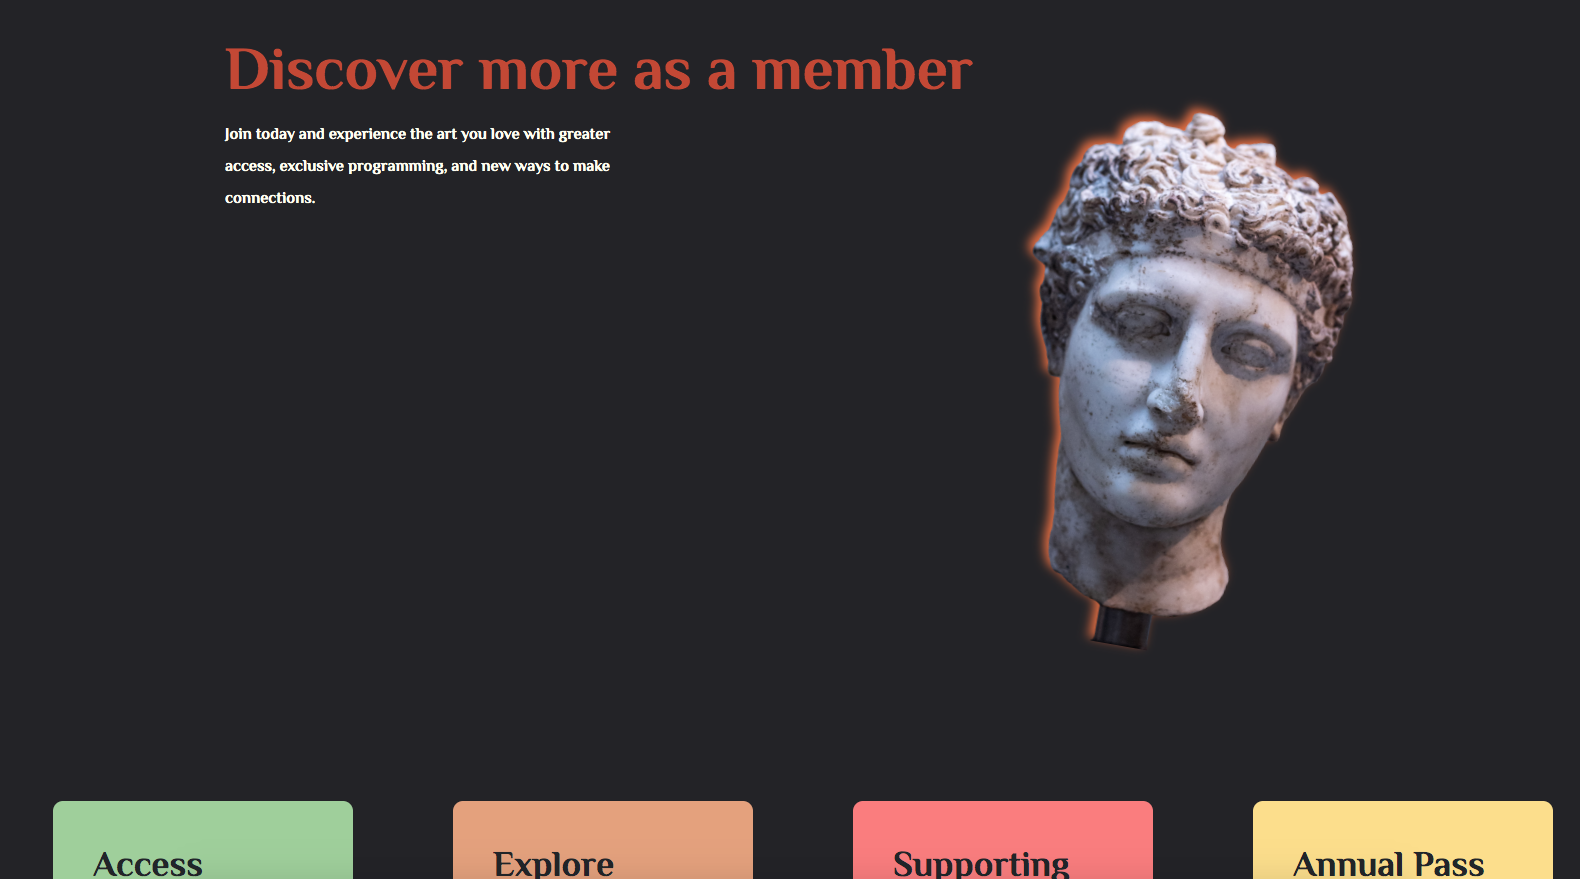 Discover more as a member
Join today and experience the art you love with greater
access, exclusive programming, and new ways to make
connections.
Access
Explore
Supporting
Annual Pass